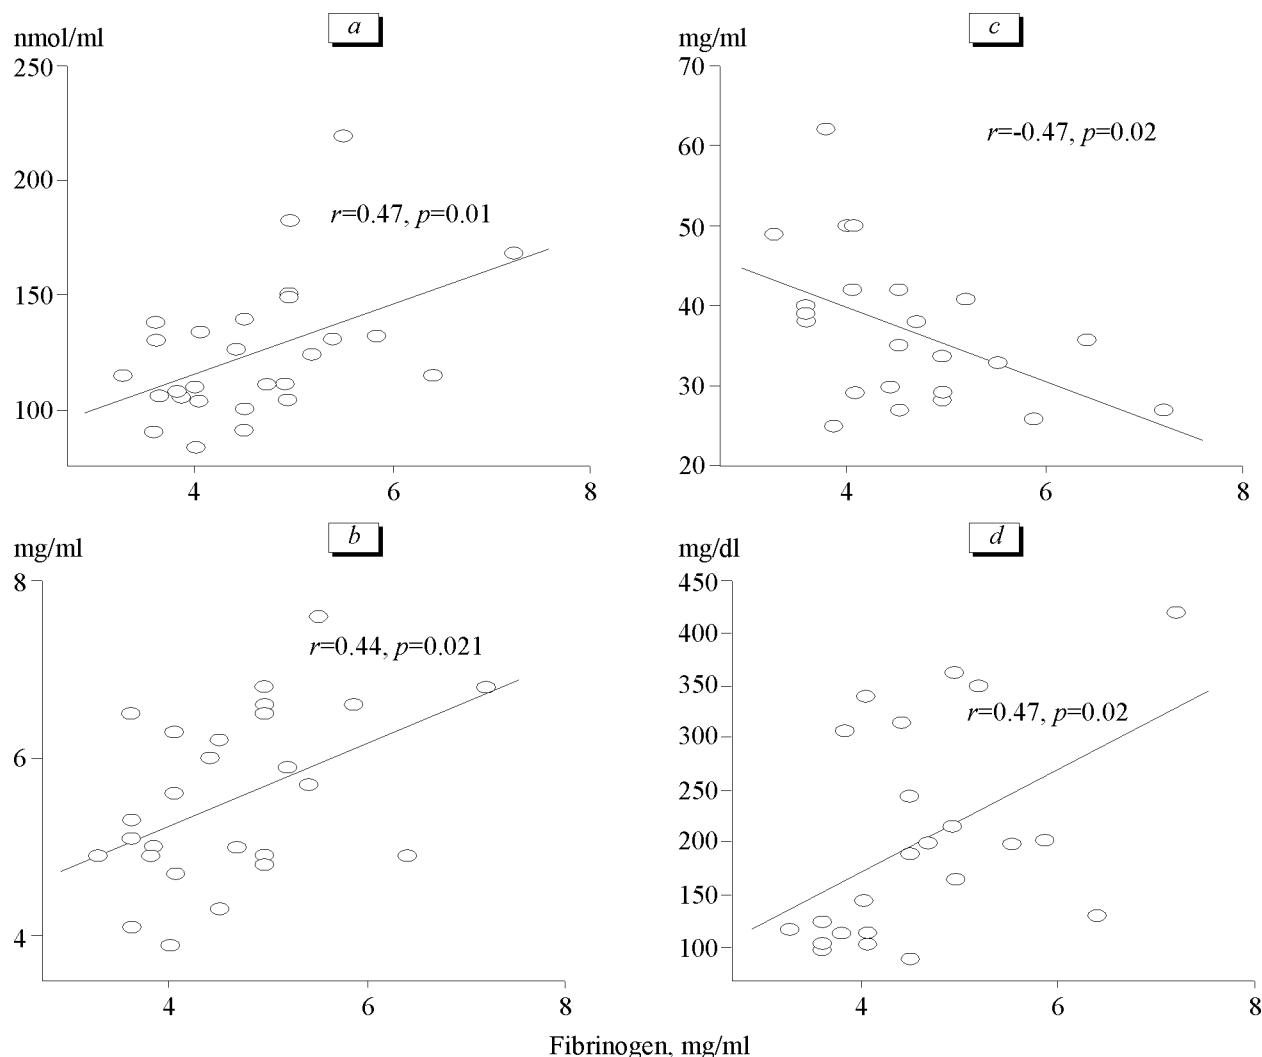 a
nmol/ml
250
200
150
100
r=0.47, p=0.01
4 6 8
c
mg/ml
70
60
50
40
30
20
r=-0.47, p=0.02
4 6 8
b
mg/ml
8
6
4
r=0.44, p=0.021
4 6 8
d
mg/dl
450
400
350
300
250
200
150
100
r=0.47, p=0.02
4 6 8
Fibrinogen, mg/ml